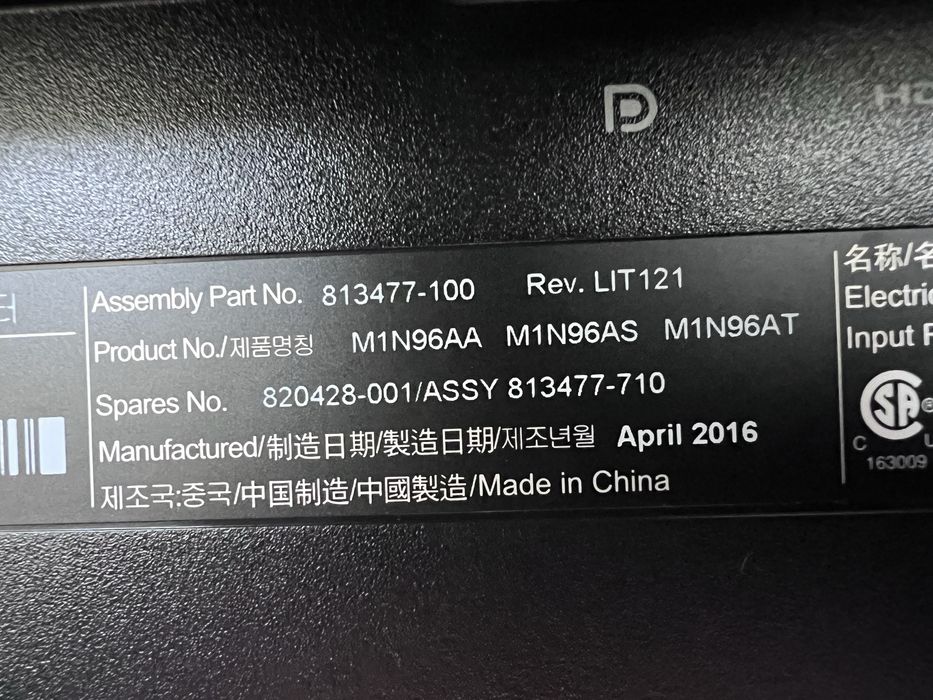 HD
터
Assembly Part No. 813477-100 Rev. LIT121
Product No./제품명칭 M1N96AA M1N96AS M1N96AT
Spares No. 820428-001/ASSY 813477-710
Manufactured/制造日期/製造日期/제조년월 April 2016
제조국:중국/中国制造/中國製造/Made in China
名称/名
Electric
Input
SA®
C U
163009